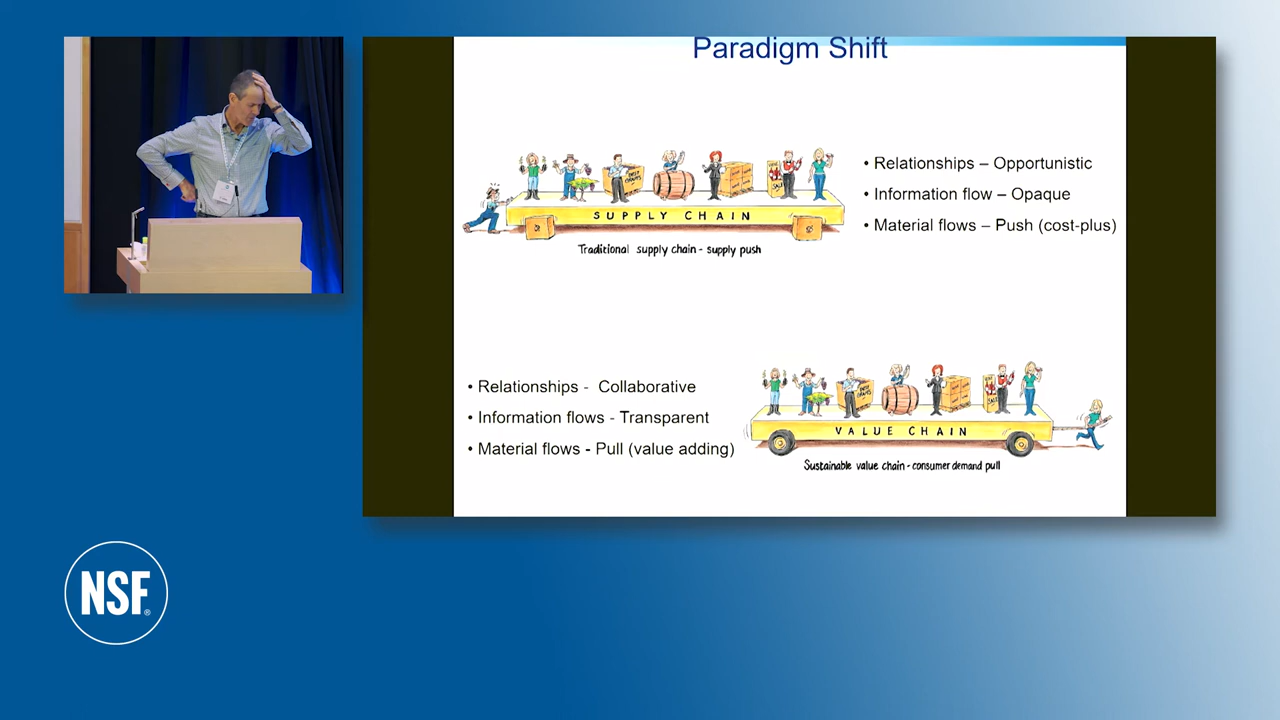 Paradigm Shift
• Relationships – Opportunistic
• Information flow – Opaque
• Material flows – Push (cost-plus)
SUPPLY CHAIN
Traditional supply chain - supply push
• Relationships - Collaborative
• Information flows - Transparent
• Material flows - Pull (value adding)
VALUE CHAIN
Sustainable value chain - consumer demand pull
NSF®